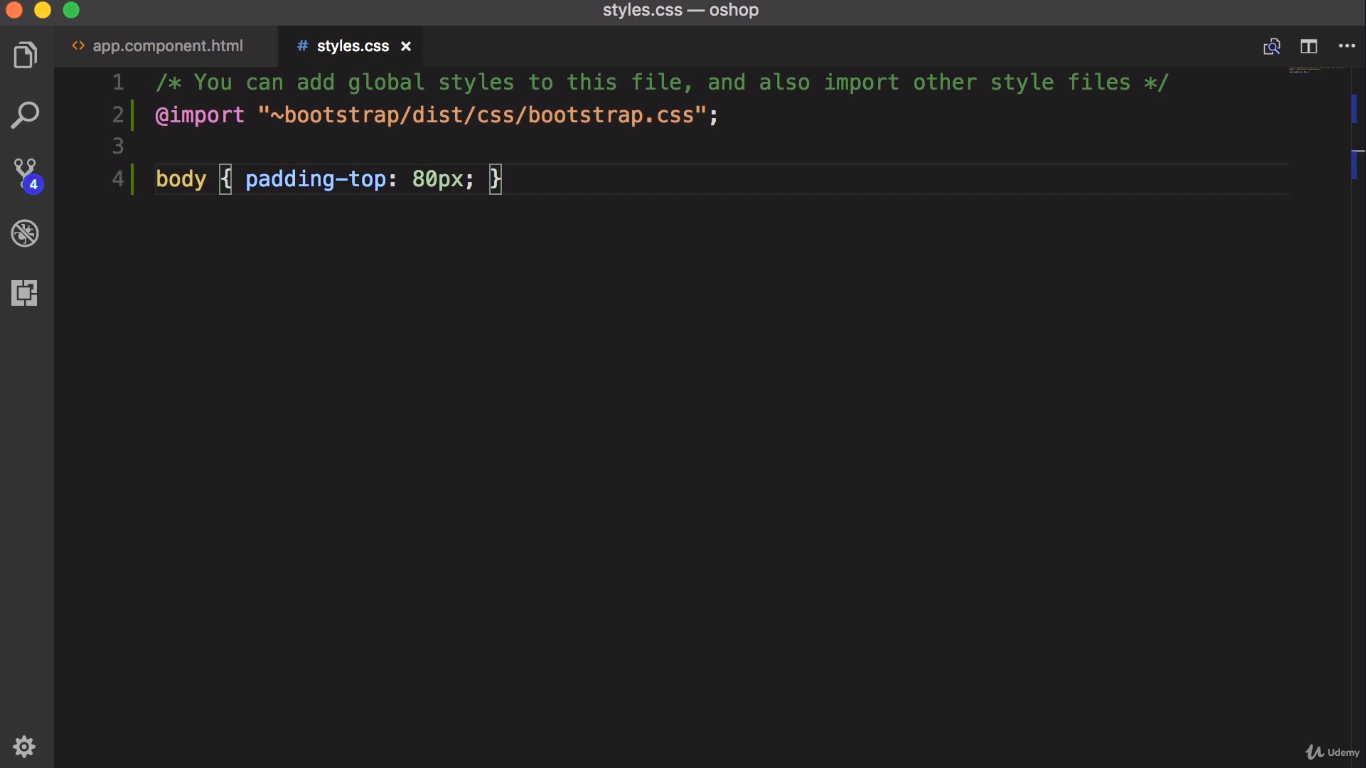 styles.css — oshop
<> app.component.html # styles.css ×
1 /* You can add global styles to this file, and also import other style files */
2 @import "~bootstrap/dist/css/bootstrap.css";
3
4 body { padding-top: 80px; }
4
Udemy